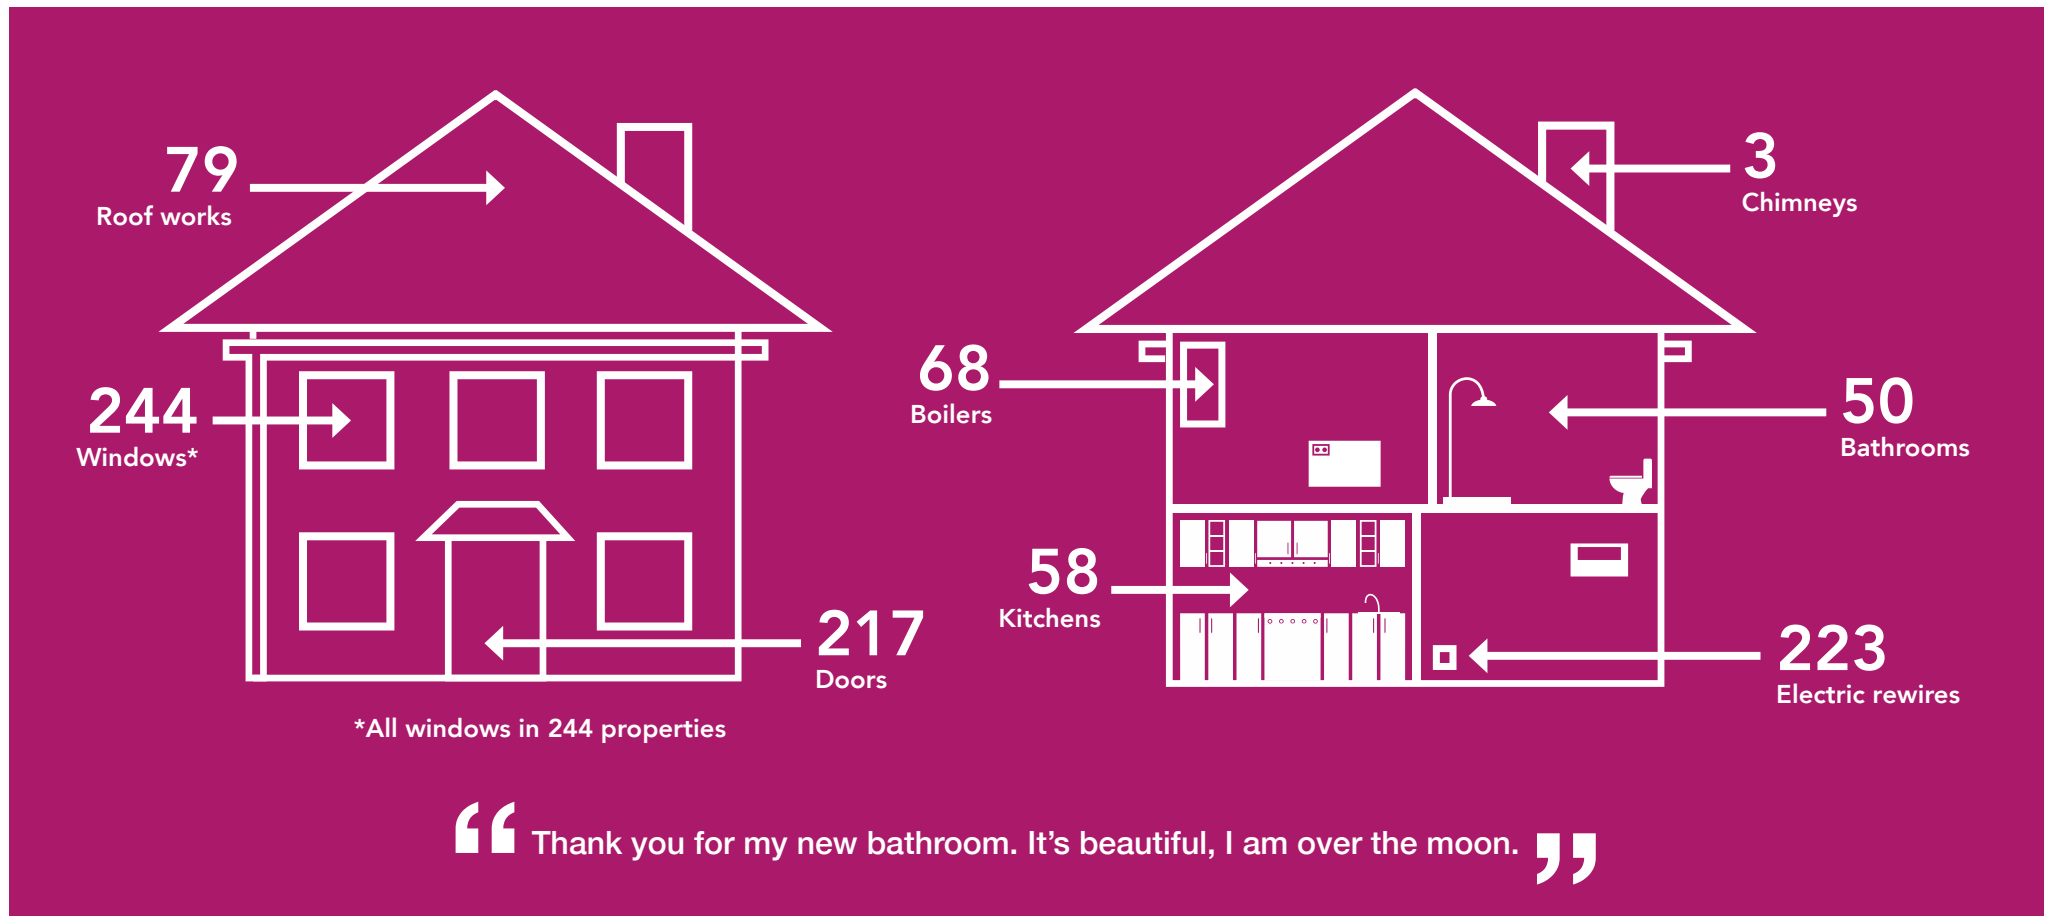 79
Roof works
244
Windows*
217
Doors
*All windows in 244 properties
3
Chimneys
68
Boilers
50
Bathrooms
58
Kitchens
223
Electric rewires
“Thank you for my new bathroom. It’s beautiful, I am over the moon.”